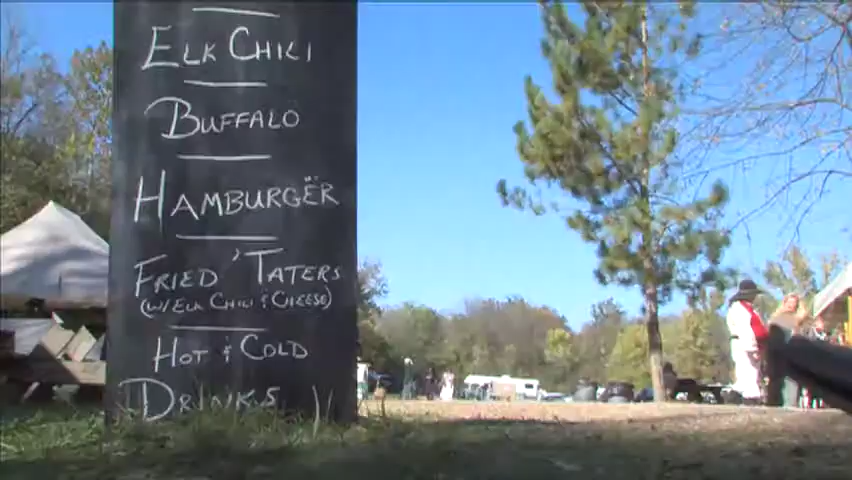 Elk Chili
Buffalo
Hamburgër
Fried 'Taters
(w/Elk Chili & Cheese)
Hot & Cold
Drinks